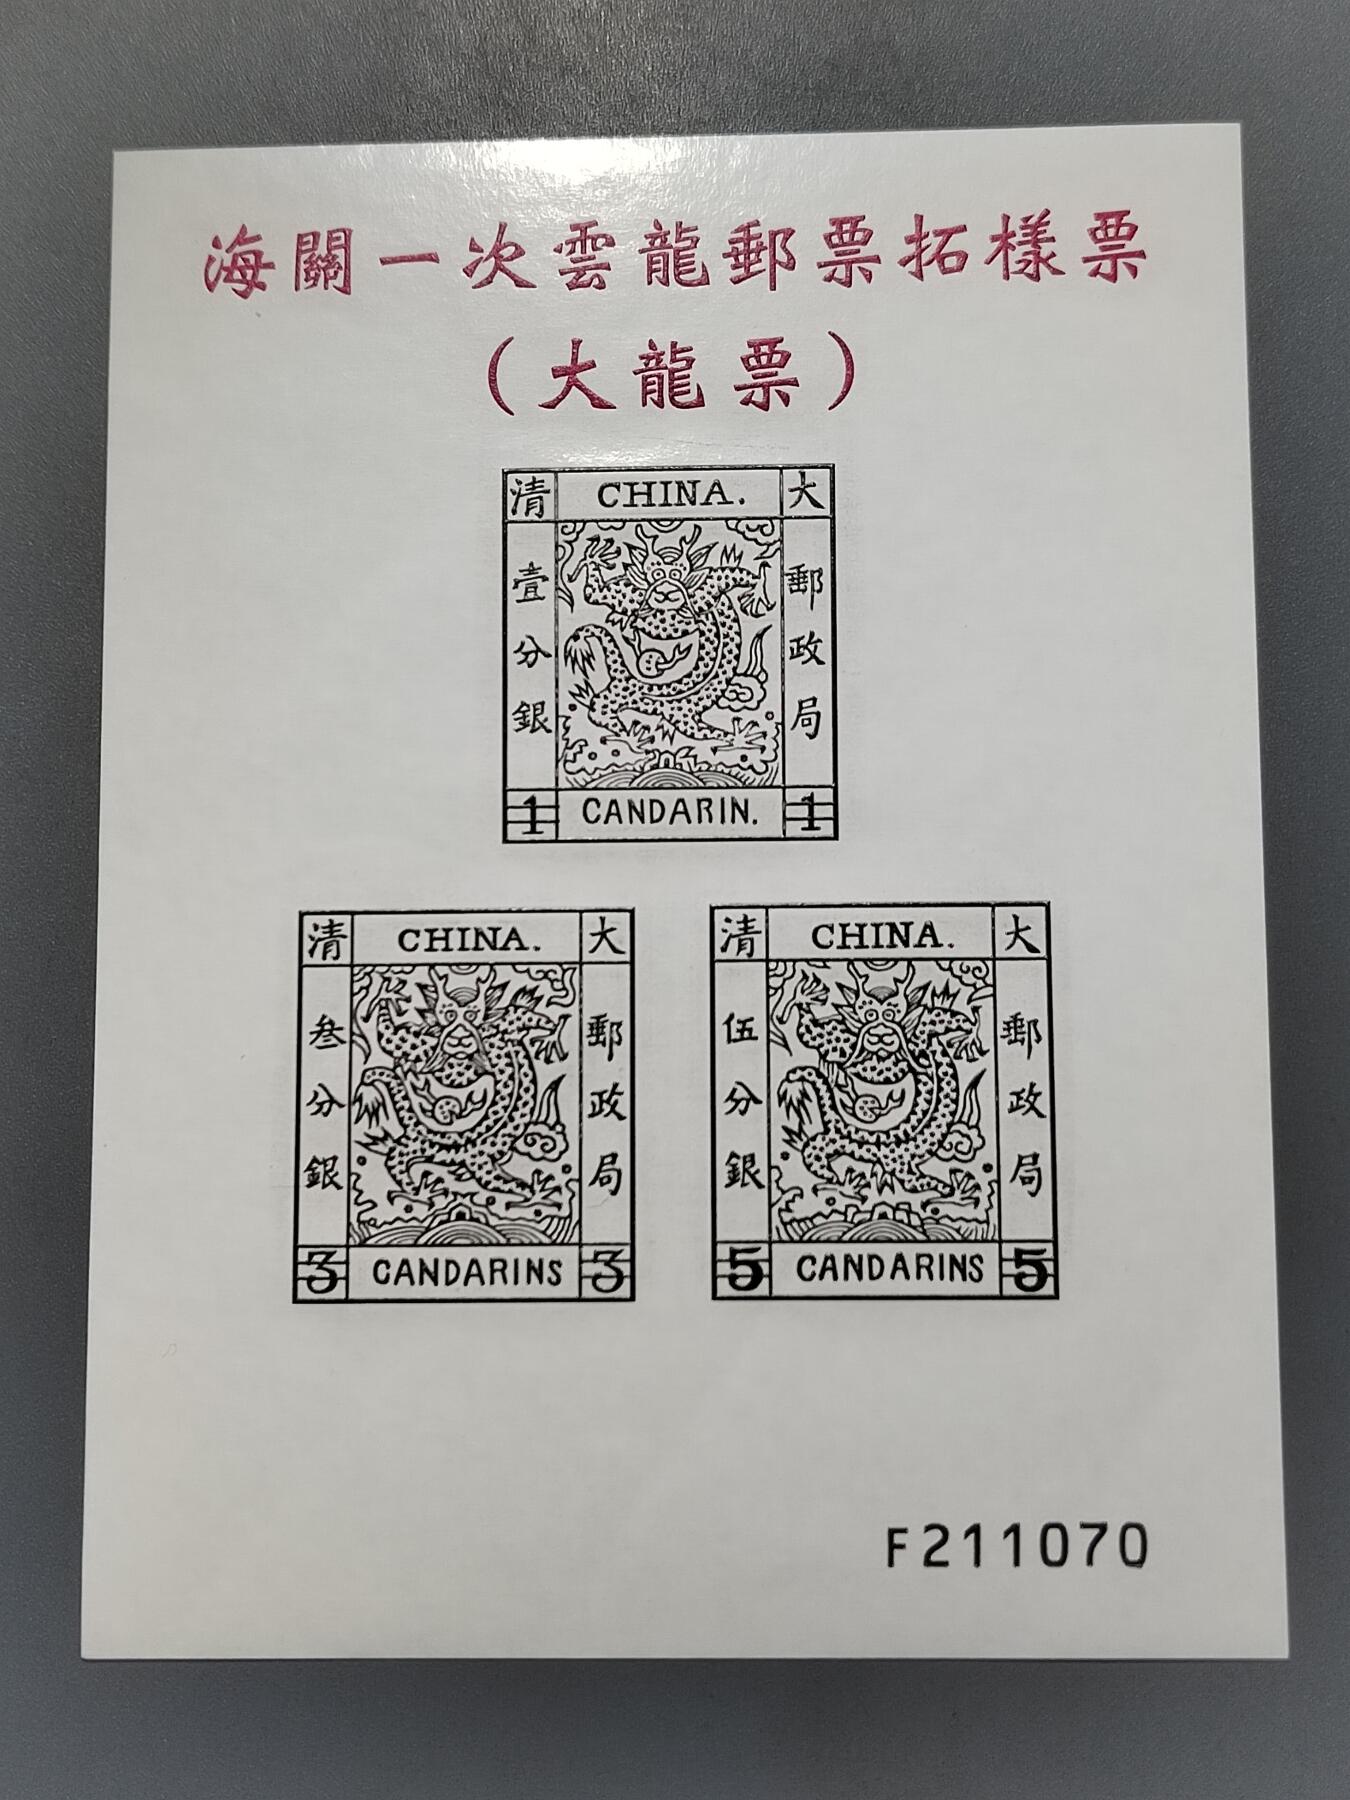 海關一次雲龍郵票拓樣票
(大龍票)
清 CHINA. 大
壹分銀
郵政局
1 CANDARIN. 1
清 CHINA. 大
叁分銀
郵政局
3 CANDARINS 3
清 CHINA. 大
伍分銀
郵政局
5 CANDARINS 5
F211070